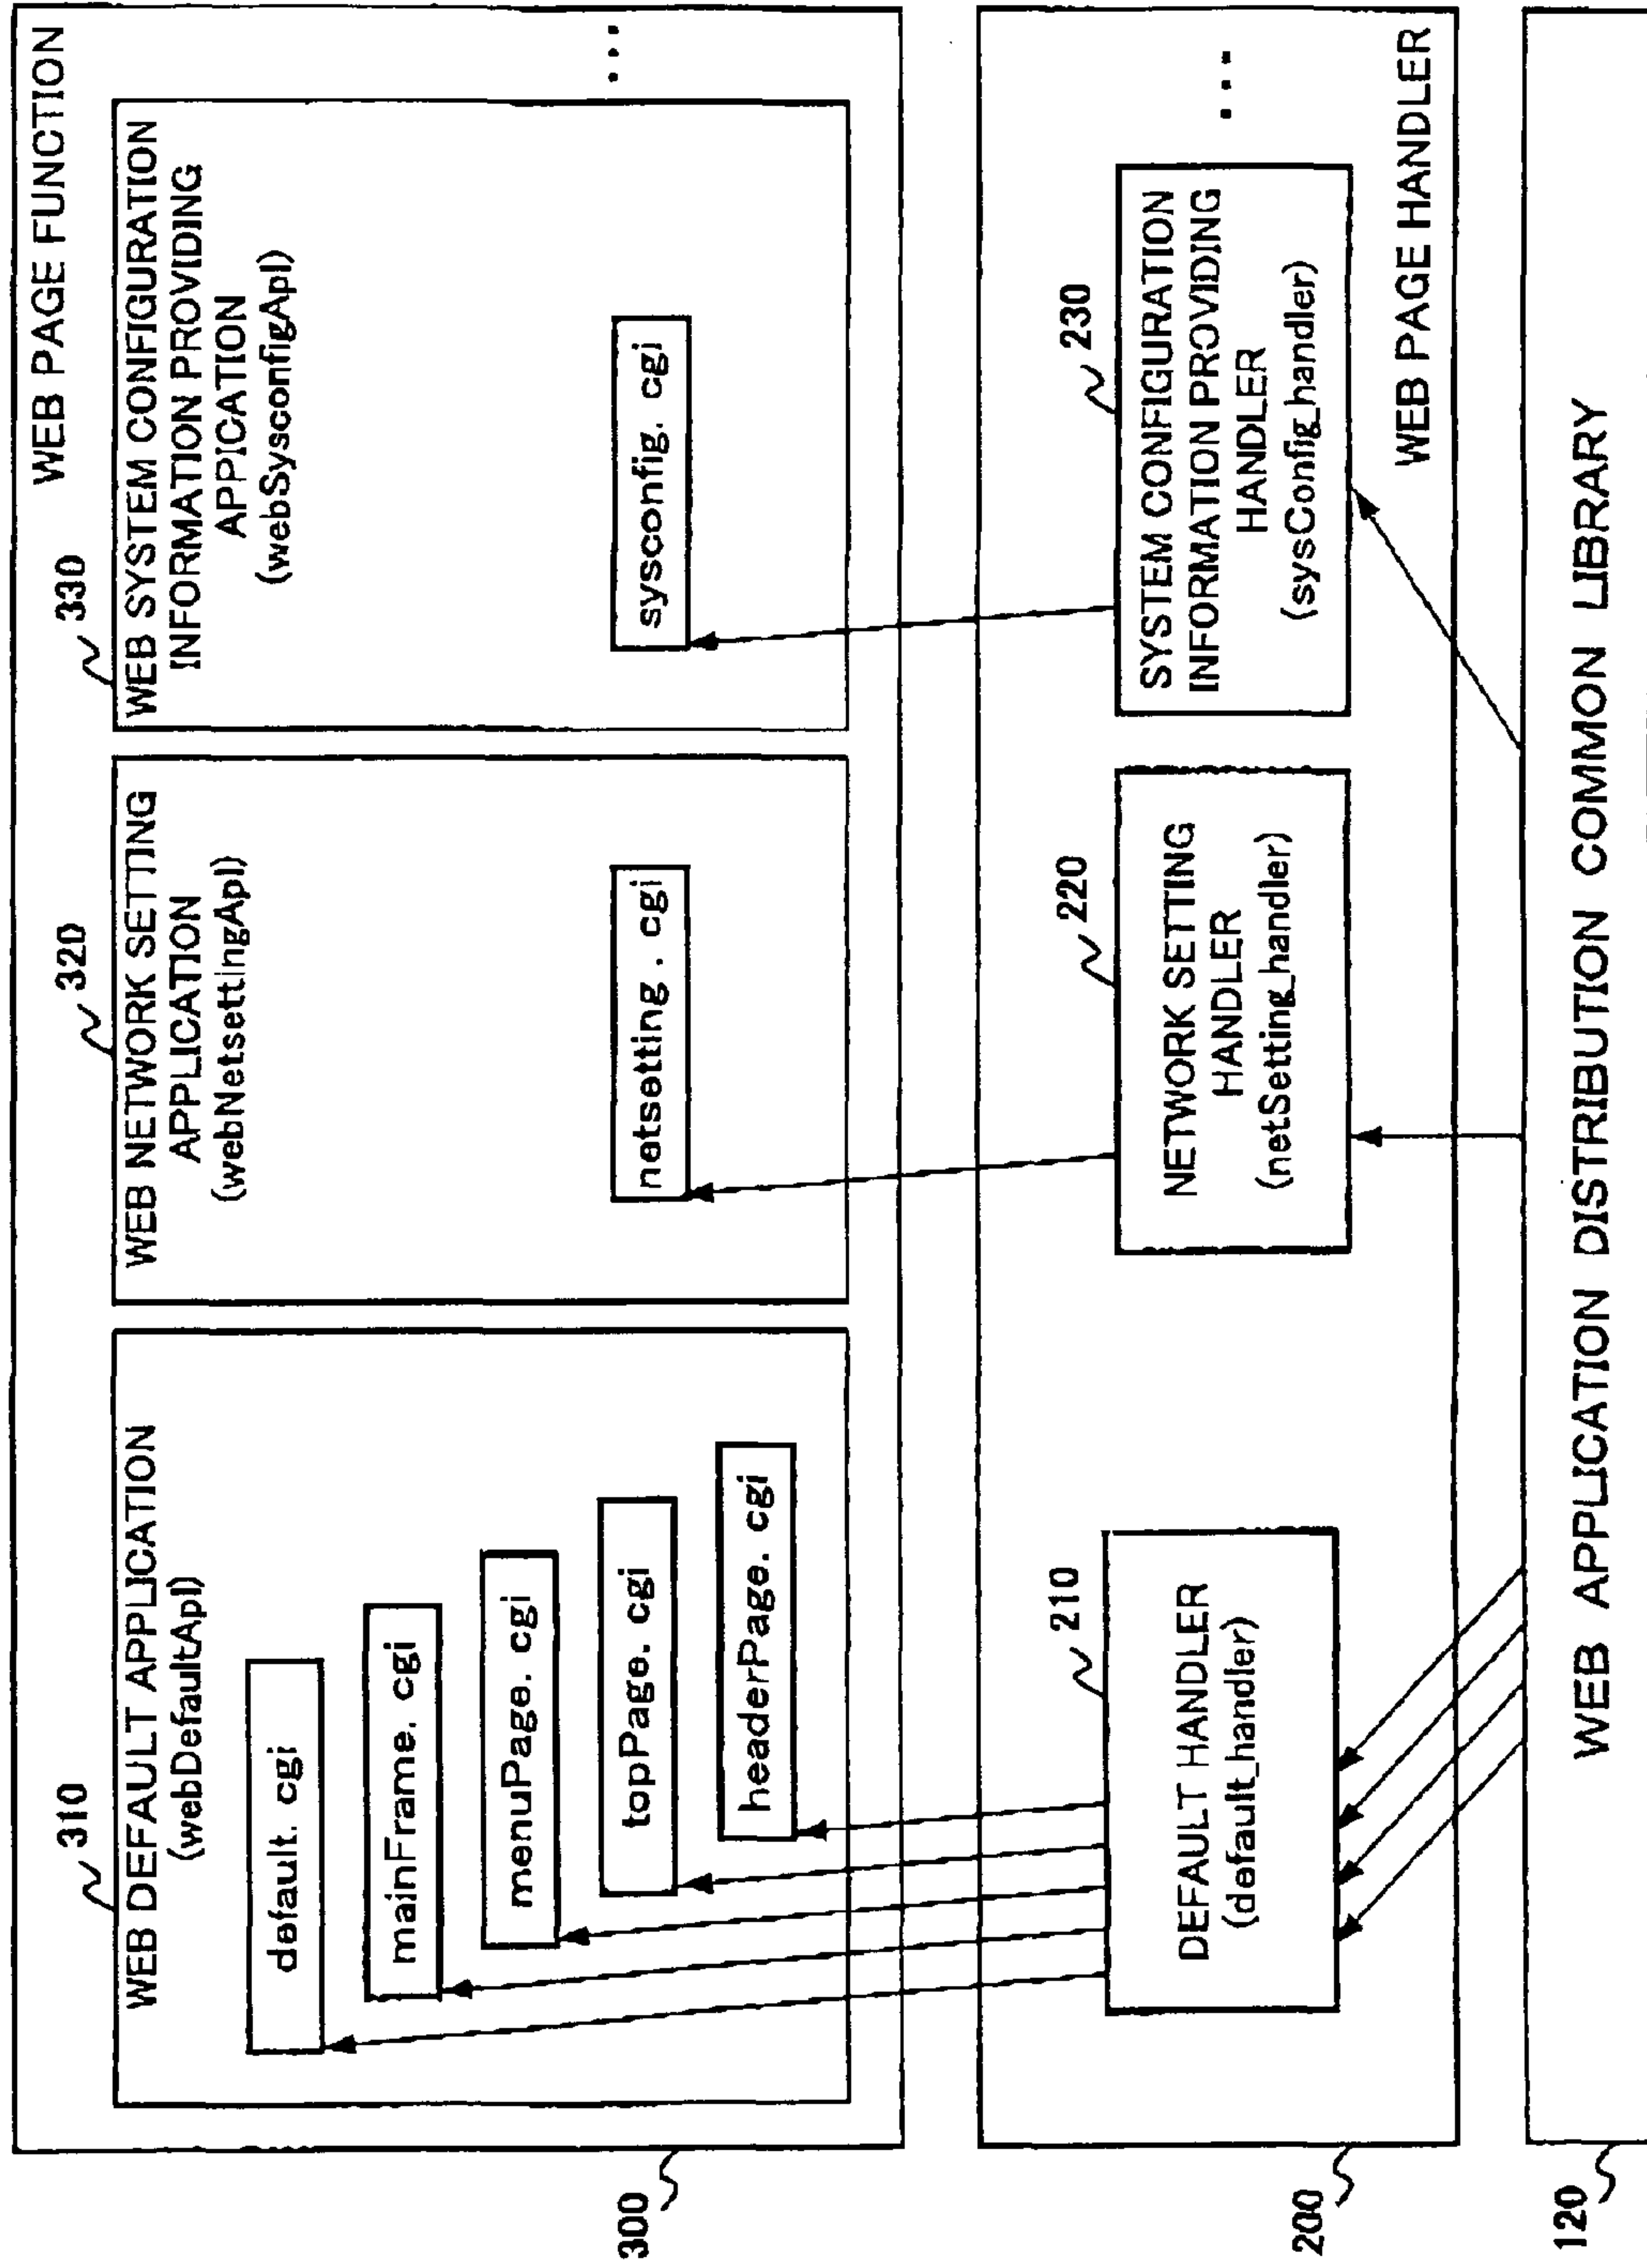 WEB PAGE FUNCTION
310
WEB DEFAULT APPLICATION
(webDefaultApl)
default. cgi
mainFrame. cgi
menuPage. cgi
topPage. cgi
headerPage. cgi
320
WEB NETWORK SETTING
APPLICATION
(webNetsettingApl)
netsetting . cgi
330
WEB SYSTEM CONFIGURATION
INFORMATION PROVIDING
APPICATION
(webSysconfigApl)
sysconfig. cgi
...
300
210
DEFAULT HANDLER
(default_handler)
220
NETWORK SETTING
HANDLER
(netSetting_handler)
230
SYSTEM CONFIGURATION
INFORMATION PROVIDING
HANDLER
(sysConfig_handler)
...
WEB PAGE HANDLER
200
WEB APPLICATION DISTRIBUTION COMMON LIBRARY
120